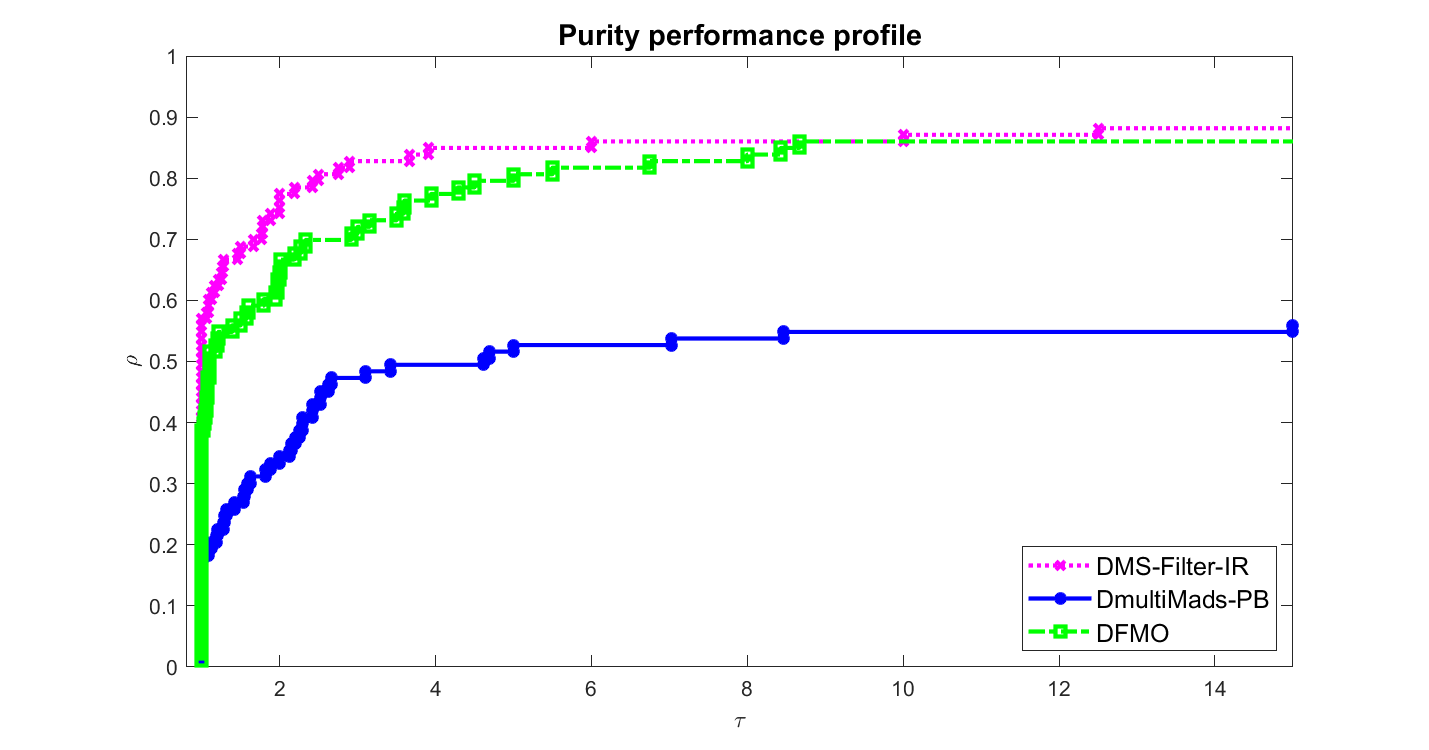 Purity performance profile
1
0.9
0.8
0.7
0.6
0.5
0.4
0.3
0.2
0.1
0
ρ
2 4 6 8 10 12 14
τ
DMS-Filter-IR
DmultiMads-PB
DFMO